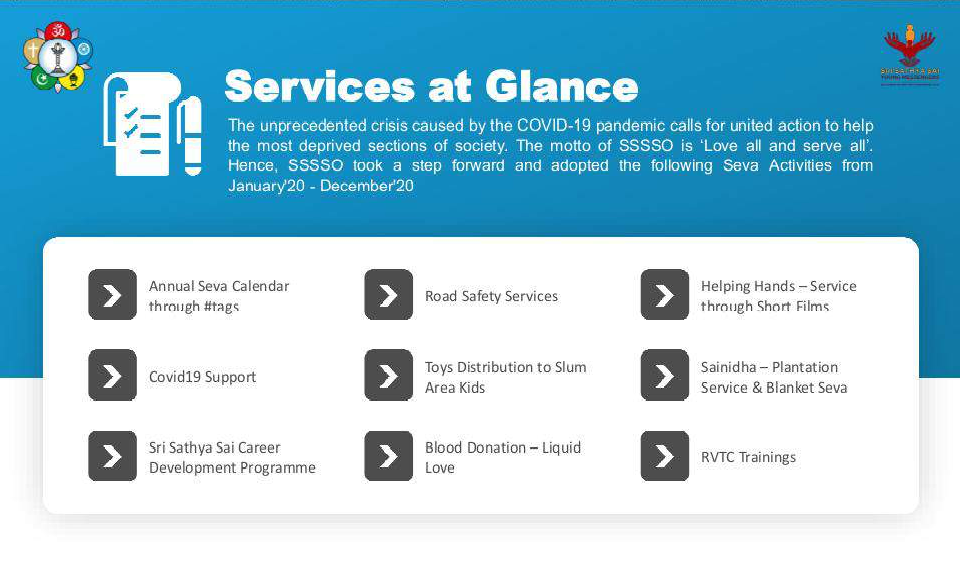 ॐ
SRI SATHYA SAI
Services at Glance
The unprecedented crisis caused by the COVID-19 pandemic calls for united action to help
the most deprived sections of society. The motto of SSSSO is ‘Love all and serve all’.
Hence, SSSSO took a step forward and adopted the following Seva Activities from
January'20 - December'20
Annual Seva Calendar
through #tags
Road Safety Services
Helping Hands – Service
through Short Films
Covid19 Support
Toys Distribution to Slum
Area Kids
Sainidha – Plantation
Service & Blanket Seva
Sri Sathya Sai Career
Development Programme
Blood Donation – Liquid
Love
RVTC Trainings